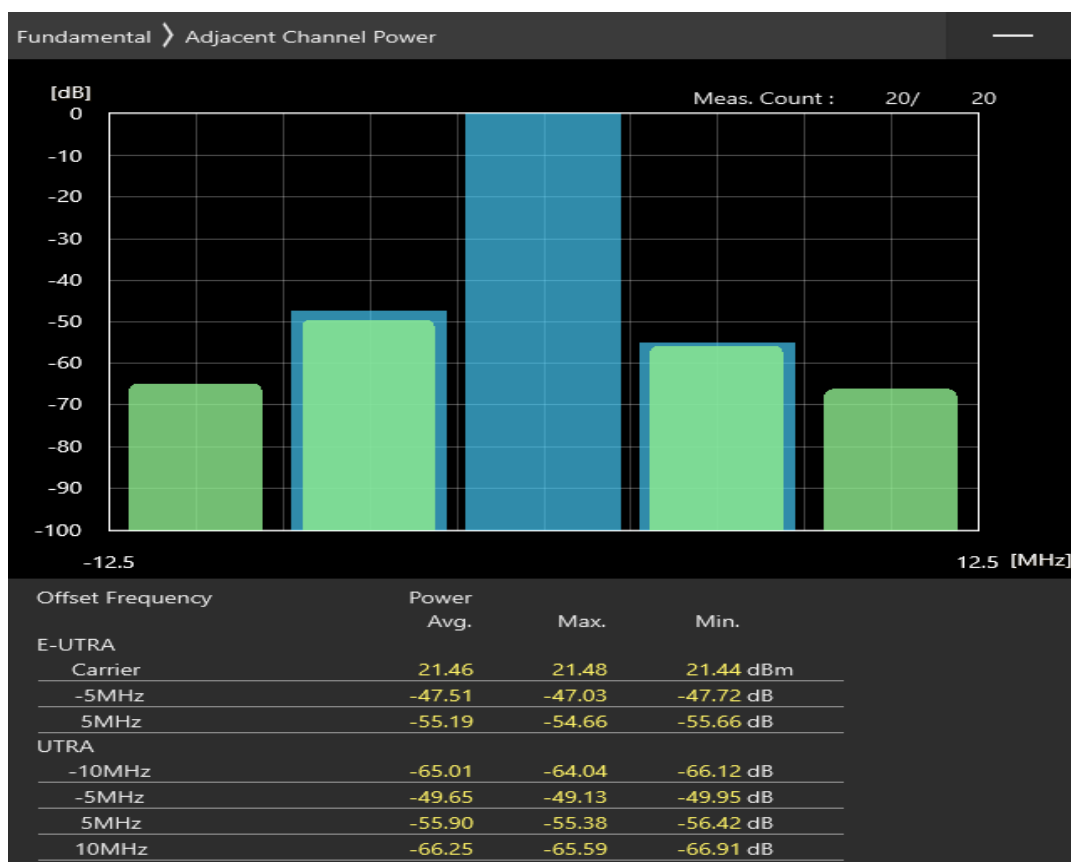 Fundamental ❯ Adjacent Channel Power
[dB]
Meas. Count : 20/ 20
0
-10
-20
-30
-40
-50
-60
-70
-80
-90
-100
-12.5 12.5 [MHz]
Offset Frequency Power
Avg. Max. Min.
E-UTRA
Carrier 21.46 21.48 21.44 dBm
-5MHz -47.51 -47.03 -47.72 dB
5MHz -55.19 -54.66 -55.66 dB
UTRA
-10MHz -65.01 -64.04 -66.12 dB
-5MHz -49.65 -49.13 -49.95 dB
5MHz -55.90 -55.38 -56.42 dB
10MHz -66.25 -65.59 -66.91 dB